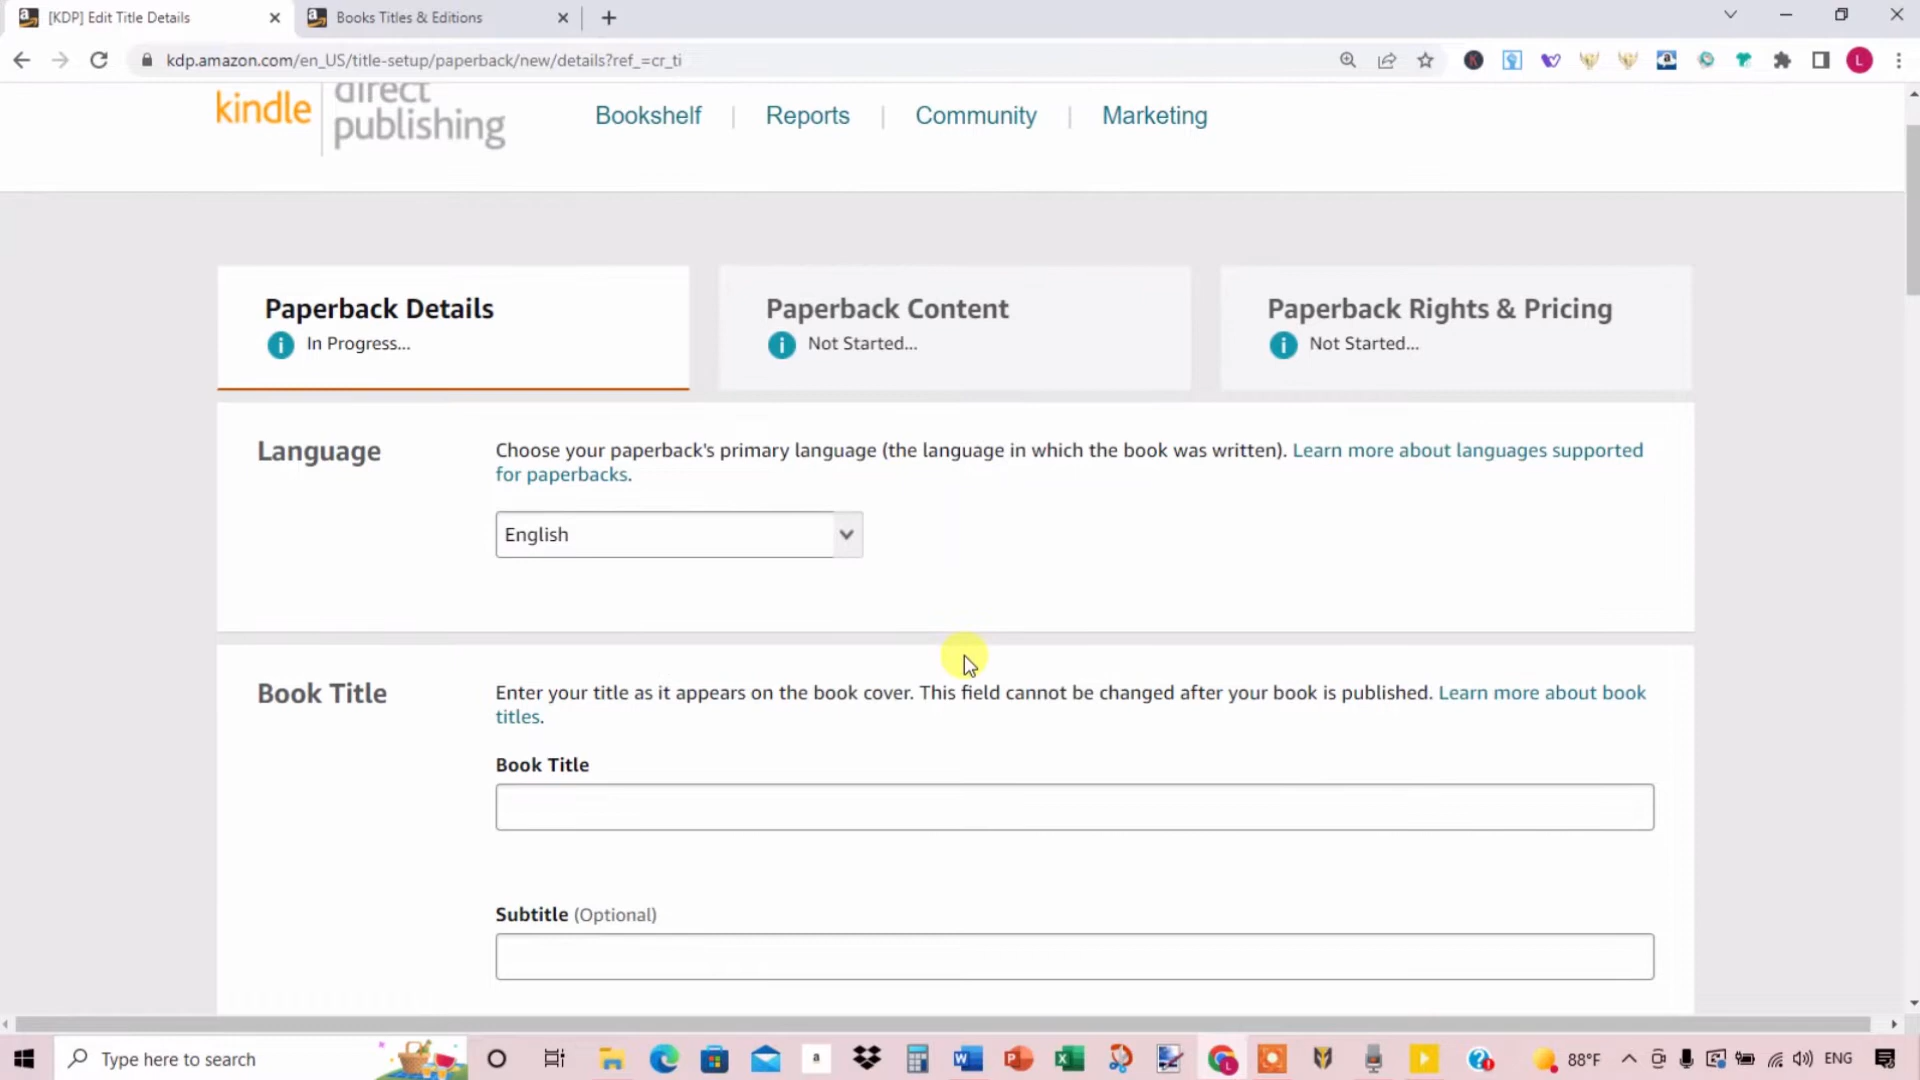 [KDP] Edit Title Details
Books Titles & Editions
kdp.amazon.com/en_US/title-setup/paperback/new/details?ref_=cr_ti
L
kindle direct publishing
Bookshelf | Reports | Community | Marketing
Paperback Details
In Progress...
Paperback Content
Not Started...
Paperback Rights & Pricing
Not Started...
Language
Choose your paperback's primary language (the language in which the book was written). Learn more about languages supported
for paperbacks.
English
Book Title
Enter your title as it appears on the book cover. This field cannot be changed after your book is published. Learn more about book
titles.
Book Title
Subtitle (Optional)
Type here to search
88°F
ENG